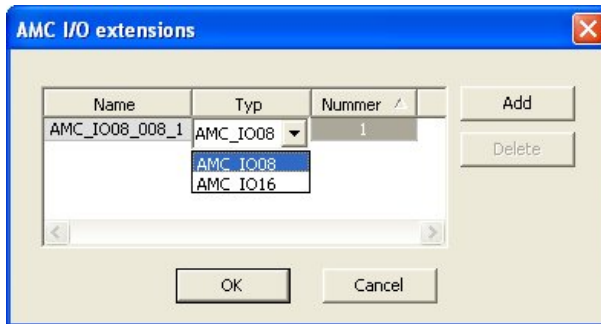 AMC I/O extensions
Name Typ Nummer
AMC_IO08_008_1 AMC_IO08 1
AMC_IO08
AMC_IO16
Add
Delete
OK Cancel